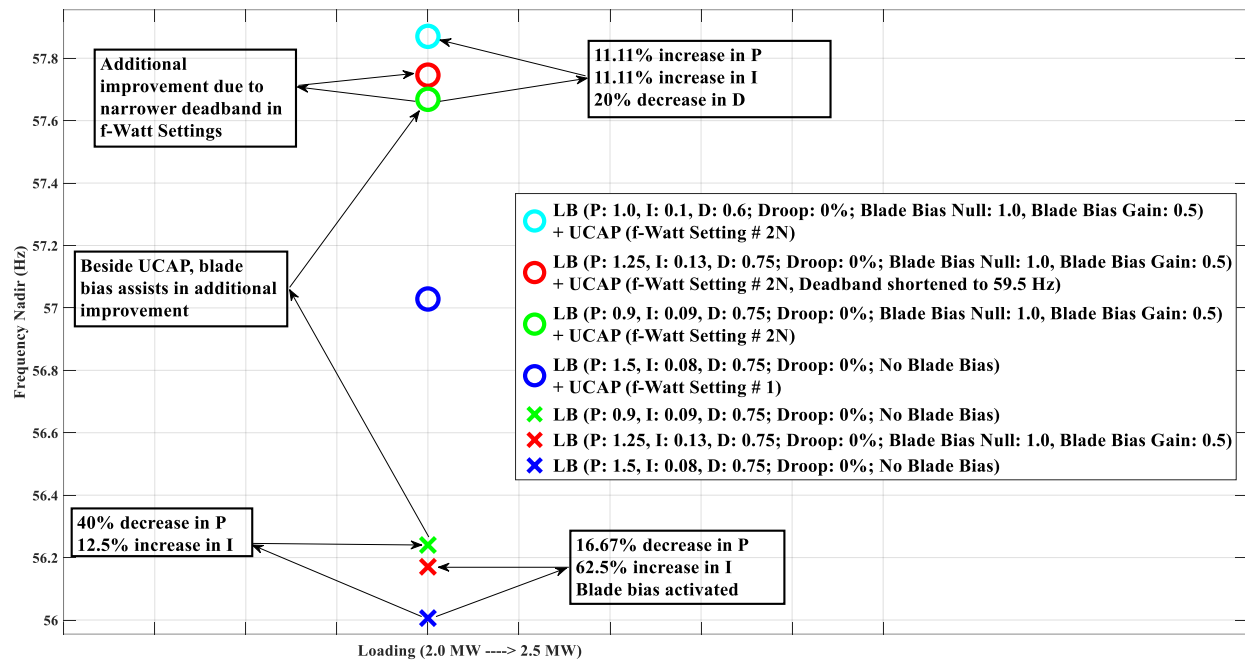 57.8
57.6
57.4
57.2
57
56.8
56.6
56.4
56.2
56
Frequency Nadir (Hz)
Loading (2.0 MW ----> 2.5 MW)
Additional
improvement due to
narrower deadband in
f-Watt Settings
11.11% increase in P
11.11% increase in I
20% decrease in D
Beside UCAP, blade
bias assists in additional
improvement
LB (P: 1.0, I: 0.1, D: 0.6; Droop: 0%; Blade Bias Null: 1.0, Blade Bias Gain: 0.5)
+ UCAP (f-Watt Setting # 2N)
LB (P: 1.25, I: 0.13, D: 0.75; Droop: 0%; Blade Bias Null: 1.0, Blade Bias Gain: 0.5)
+ UCAP (f-Watt Setting # 2N, Deadband shortened to 59.5 Hz)
LB (P: 0.9, I: 0.09, D: 0.75; Droop: 0%; Blade Bias Null: 1.0, Blade Bias Gain: 0.5)
+ UCAP (f-Watt Setting # 2N)
LB (P: 1.5, I: 0.08, D: 0.75; Droop: 0%; No Blade Bias)
+ UCAP (f-Watt Setting # 1)
LB (P: 0.9, I: 0.09, D: 0.75; Droop: 0%; No Blade Bias)
LB (P: 1.25, I: 0.13, D: 0.75; Droop: 0%; Blade Bias Null: 1.0, Blade Bias Gain: 0.5)
LB (P: 1.5, I: 0.08, D: 0.75; Droop: 0%; No Blade Bias)
40% decrease in P
12.5% increase in I
16.67% decrease in P
62.5% increase in I
Blade bias activated